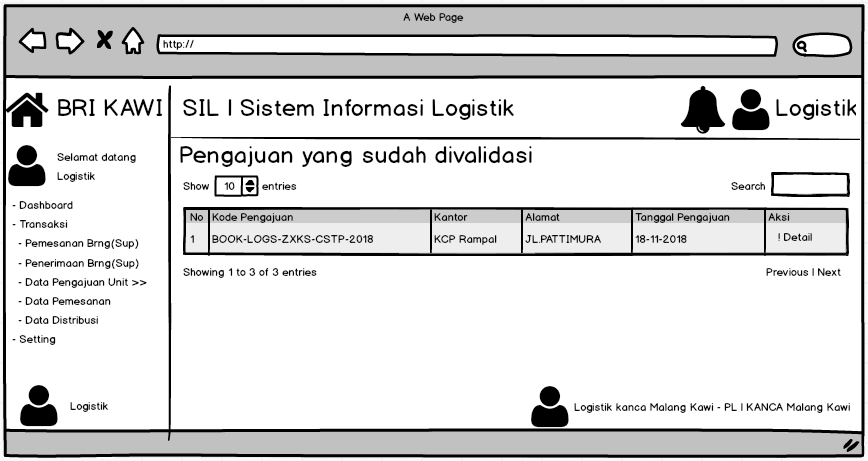 A Web Page
http://
BRI KAWI
SIL | Sistem Informasi Logistik
Logistik
Selamat datang
Logistik
- Dashboard
- Transaksi
- Pemesanan Brng(Sup)
- Penerimaan Brng(Sup)
- Data Pengajuan Unit >>
- Data Pemesanan
- Data Distribusi
- Setting
Logistik
Pengajuan yang sudah divalidasi
Show 10 entries
Search
No Kode Pengajuan Kantor Alamat Tanggal Pengajuan Aksi
1 BOOK-LOGS-ZXKS-CSTP-2018 KCP Rampal JL.PATTIMURA 18-11-2018 ! Detail
Showing 1 to 3 of 3 entries
Previous | Next
Logistik kanca Malang Kawi - PL | KANCA Malang Kawi